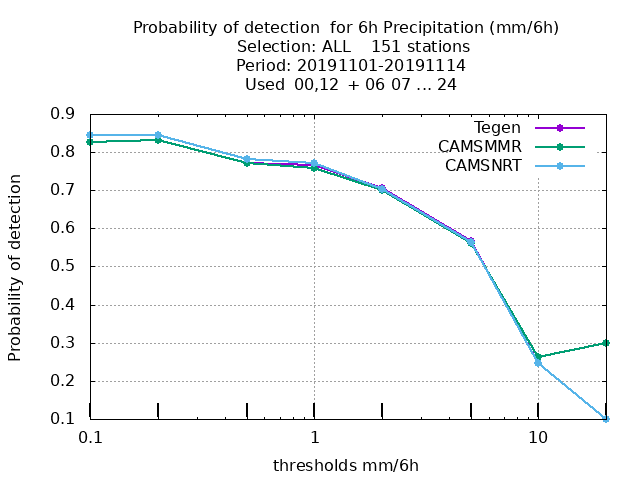 Probability of detection  for 6h Precipitation (mm/6h)
Selection: ALL    151 stations
Period: 20191101-20191114
Used  00,12  + 06 07 ... 24
Tegen
CAMSMMR
CAMSNRT
Probability of detection
0.9
0.8
0.7
0.6
0.5
0.4
0.3
0.2
0.1
0.1 1 10
thresholds mm/6h